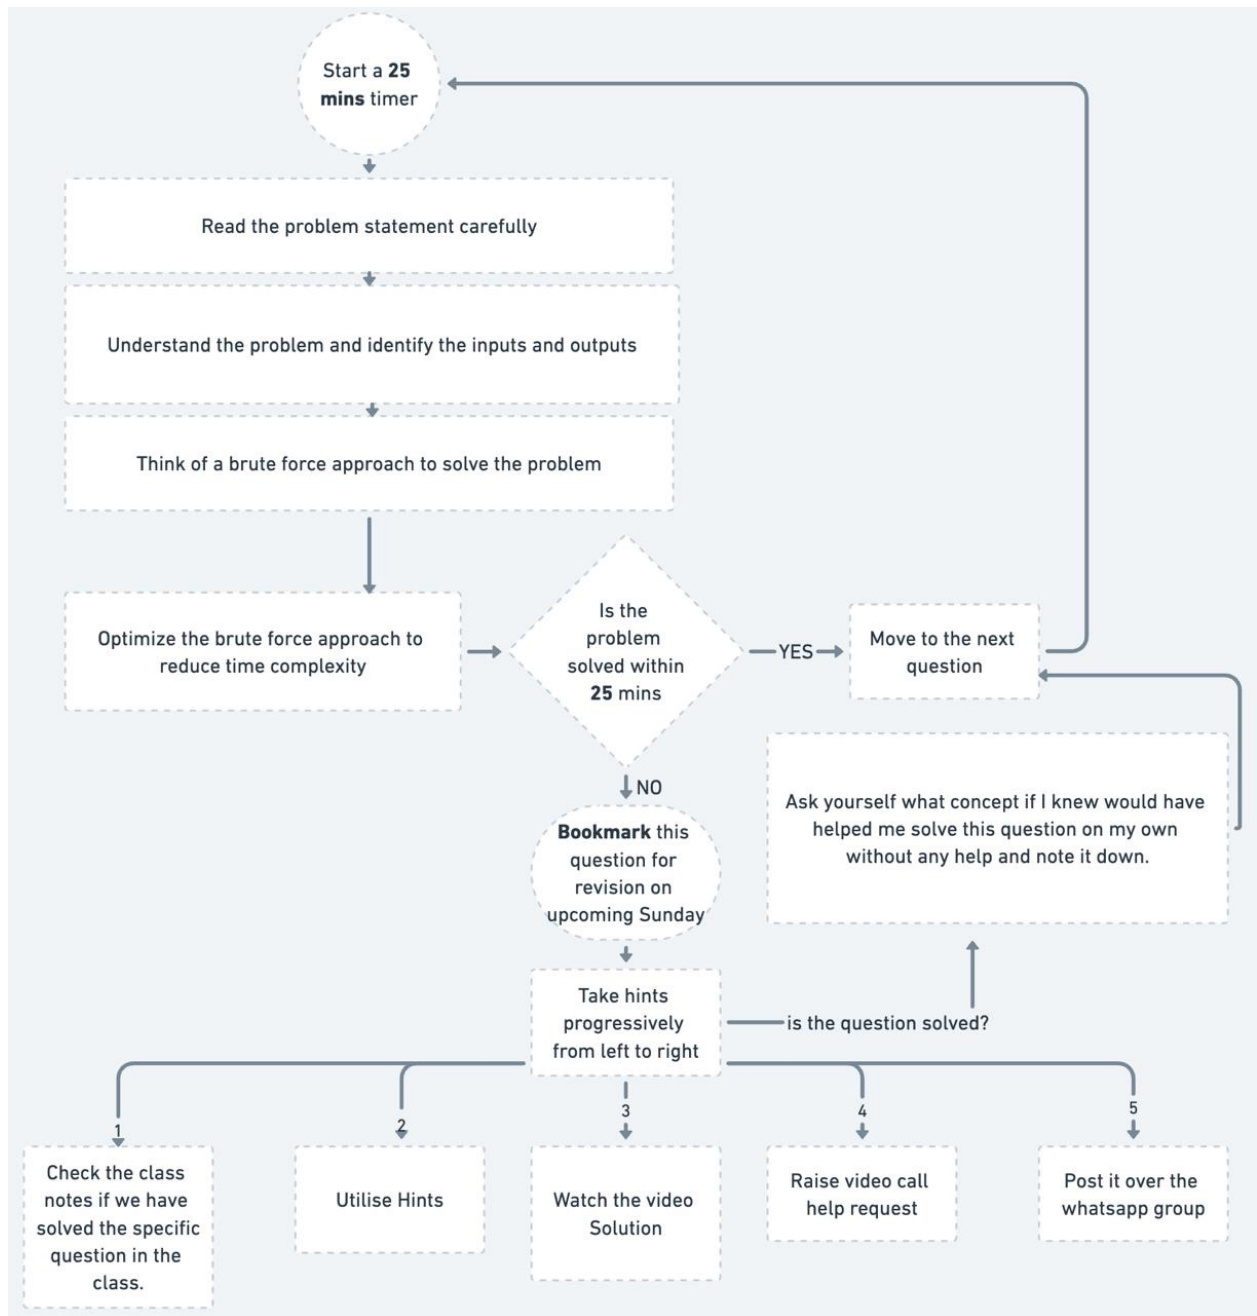 Start a 25
mins timer
Read the problem statement carefully
Understand the problem and identify the inputs and outputs
Think of a brute force approach to solve the problem
Optimize the brute force approach to
reduce time complexity
Is the
problem
solved within
25 mins
YES
Move to the next
question
NO
Bookmark this
question for
revision on
upcoming Sunday
Ask yourself what concept if I knew would have
helped me solve this question on my own
without any help and note it down.
Take hints
progressively
from left to right
is the question solved?
1
Check the class
notes if we have
solved the specific
question in the
class.
2
Utilise Hints
3
Watch the video
Solution
4
Raise video call
help request
5
Post it over the
whatsapp group